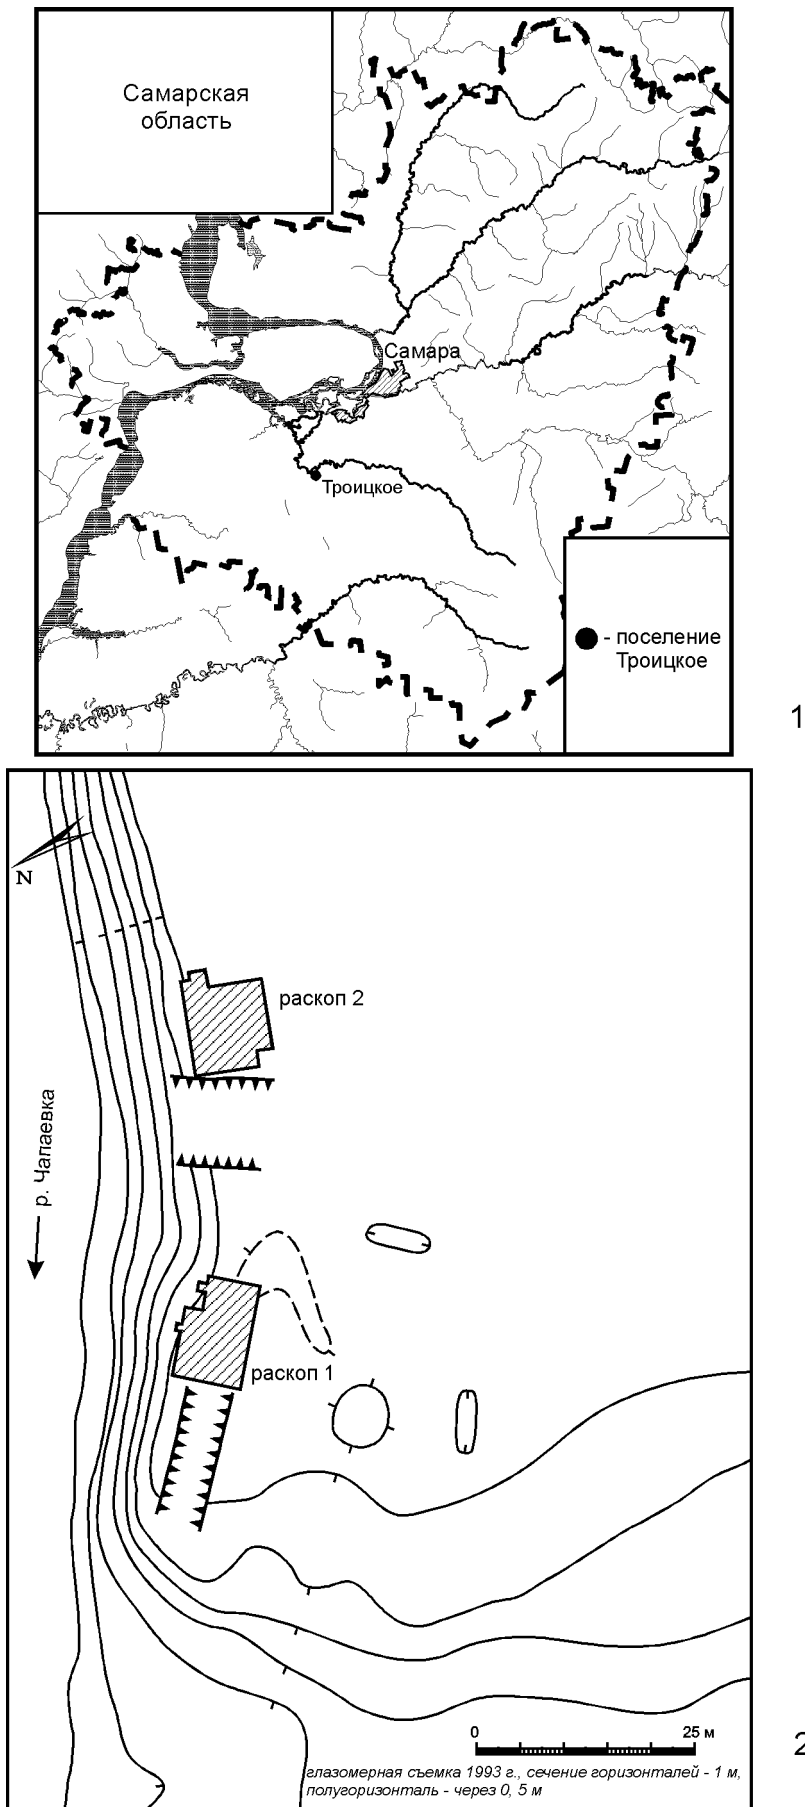 Самарская
область
Самара
Троицкое
- поселение
Троицкое
1
N
раскоп 2
р. Чапаевка
раскоп 1
0 25 м
глазомерная съемка 1993 г., сечение горизонталей - 1 м,
полугоризонталь - через 0, 5 м
2